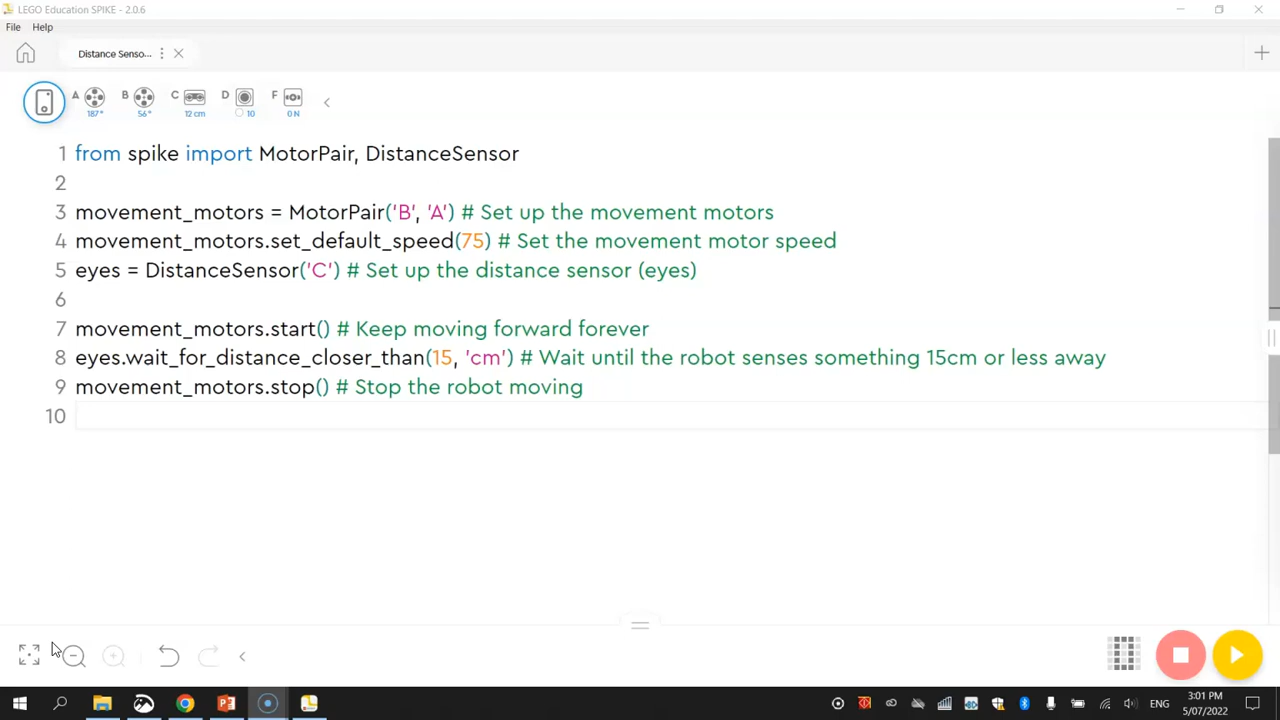 LEGO Education SPIKE - 2.0.6
File Help
Distance Senso...
A B C D F
187° 56° 12 cm 10 0 N
1 from spike import MotorPair, DistanceSensor
2
3 movement_motors = MotorPair('B', 'A') # Set up the movement motors
4 movement_motors.set_default_speed(75) # Set the movement motor speed
5 eyes = DistanceSensor('C') # Set up the distance sensor (eyes)
6
7 movement_motors.start() # Keep moving forward forever
8 eyes.wait_for_distance_closer_than(15, 'cm') # Wait until the robot senses something 15cm or less away
9 movement_motors.stop() # Stop the robot moving
10
ENG
3:01 PM
5/07/2022